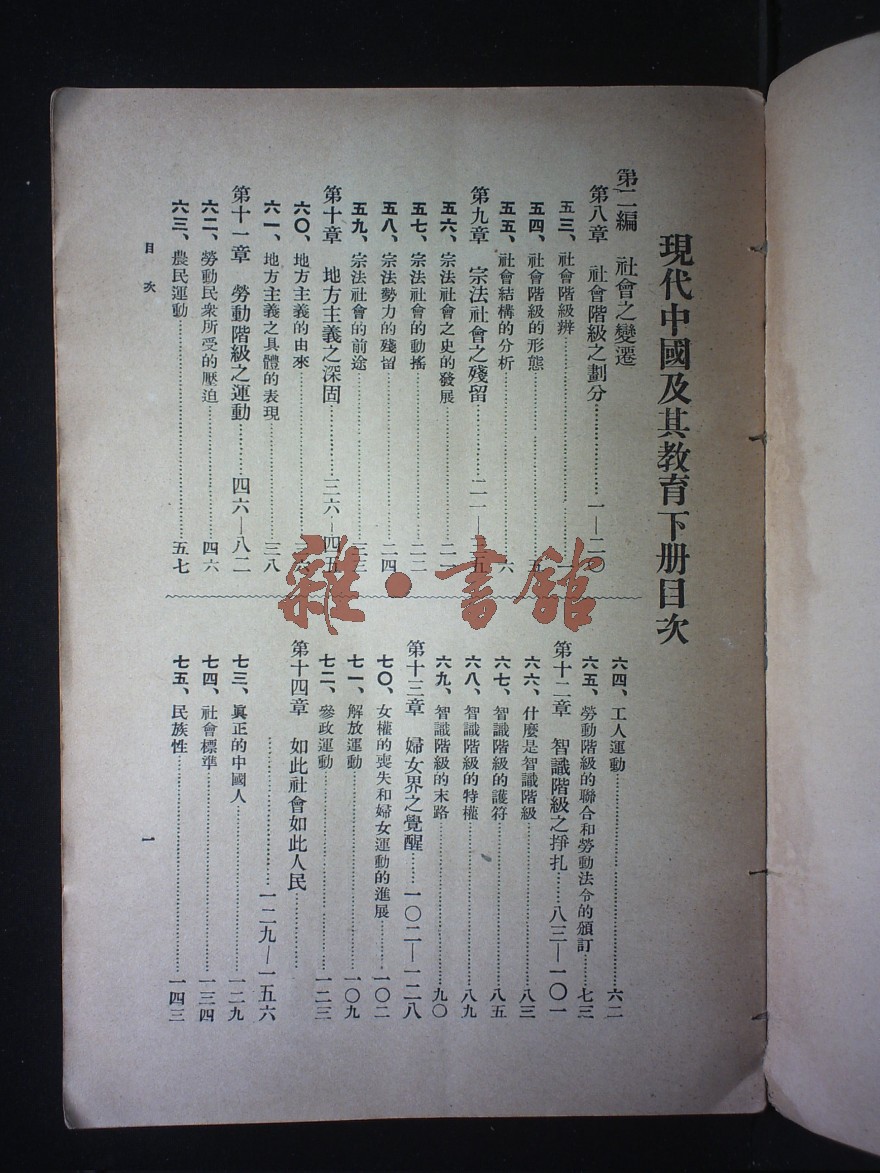 現代中國及其教育下册目次
第二編　社會之變遷
第八章　社會階級之劃分…………一—二〇
五三、社會階級辨…………一
五四、社會階級的形態…………五
五五、社會結構的分析…………六
第九章　宗法社會之殘留…………二一—三五
五六、宗法社會之史的發展…………二一
五七、宗法社會的動搖…………二二
五八、宗法勢力的殘留…………二四
五九、宗法社會的前途…………三三
第十章　地方主義之深固…………三六—四五
六〇、地方主義的由來…………三六
六一、地方主義之具體的表現…………三八
第十一章　勞動階級之運動…………四六—八二
六二、勞動民衆所受的壓迫…………四六
六三、農民運動…………五七
六四、工人運動…………六二
六五、勞動階級的聯合和勞動法令的頒訂……七三
第十二章　智識階級之掙扎……八三—一〇一
六六、什麼是智識階級…………八三
六七、智識階級的護符…………八五
六八、智識階級的特權…………八九
六九、智識階級的末路…………九〇
第十三章　婦女界之覺醒……一〇二—一二八
七〇、女權的喪失和婦女運動的進展……一〇二
七一、解放運動…………一〇九
七二、參政運動…………一二三
第十四章　如此社會如此人民…………
…………一二九—一五六
七三、眞正的中國人…………一二九
七四、社會標準…………一三四
七五、民族性…………一四三
目次
一
雜·書舘